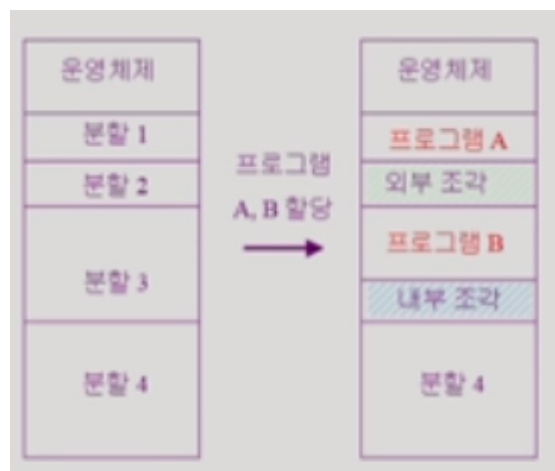 운영체제
분할 1
분할 2
분할 3
분할 4
프로그램
A, B 할당
운영체제
프로그램 A
외부 조각
프로그램 B
내부 조각
분할 4